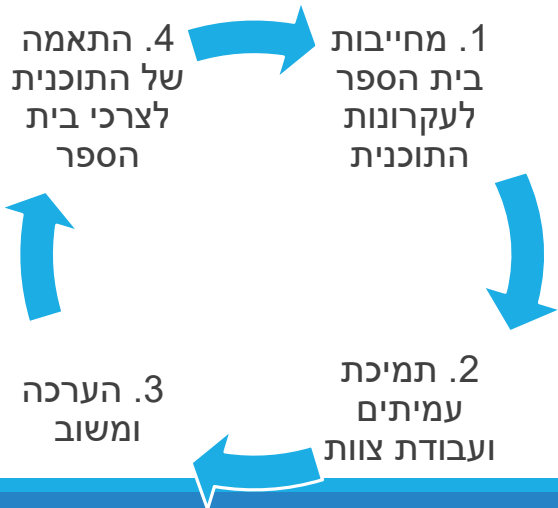 1. מחייבות
בית הספר
לעקרונות
התוכנית
2. תמיכת
עמיתים
ועבודת צוות
3. הערכה
ומשוב
4. התאמה
של התוכנית
לצרכי בית
הספר